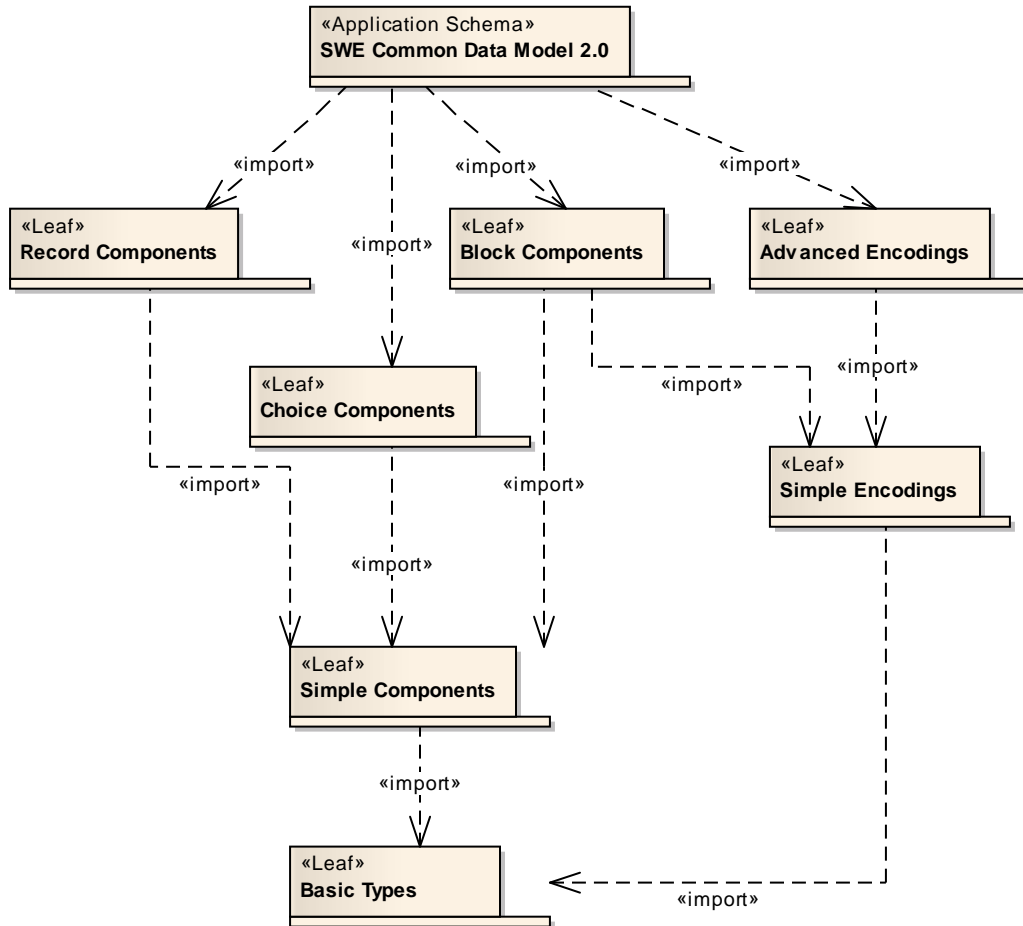 «Application Schema»
SWE Common Data Model 2.0
«import»
«import»
«import»
«import»
«Leaf»
Record Components
«Leaf»
Block Components
«Leaf»
Advanced Encodings
«import»
«Leaf»
Choice Components
«import»
«import»
«Leaf»
Simple Encodings
«import»
«import»
«import»
«Leaf»
Simple Components
«import»
«Leaf»
Basic Types
«import»